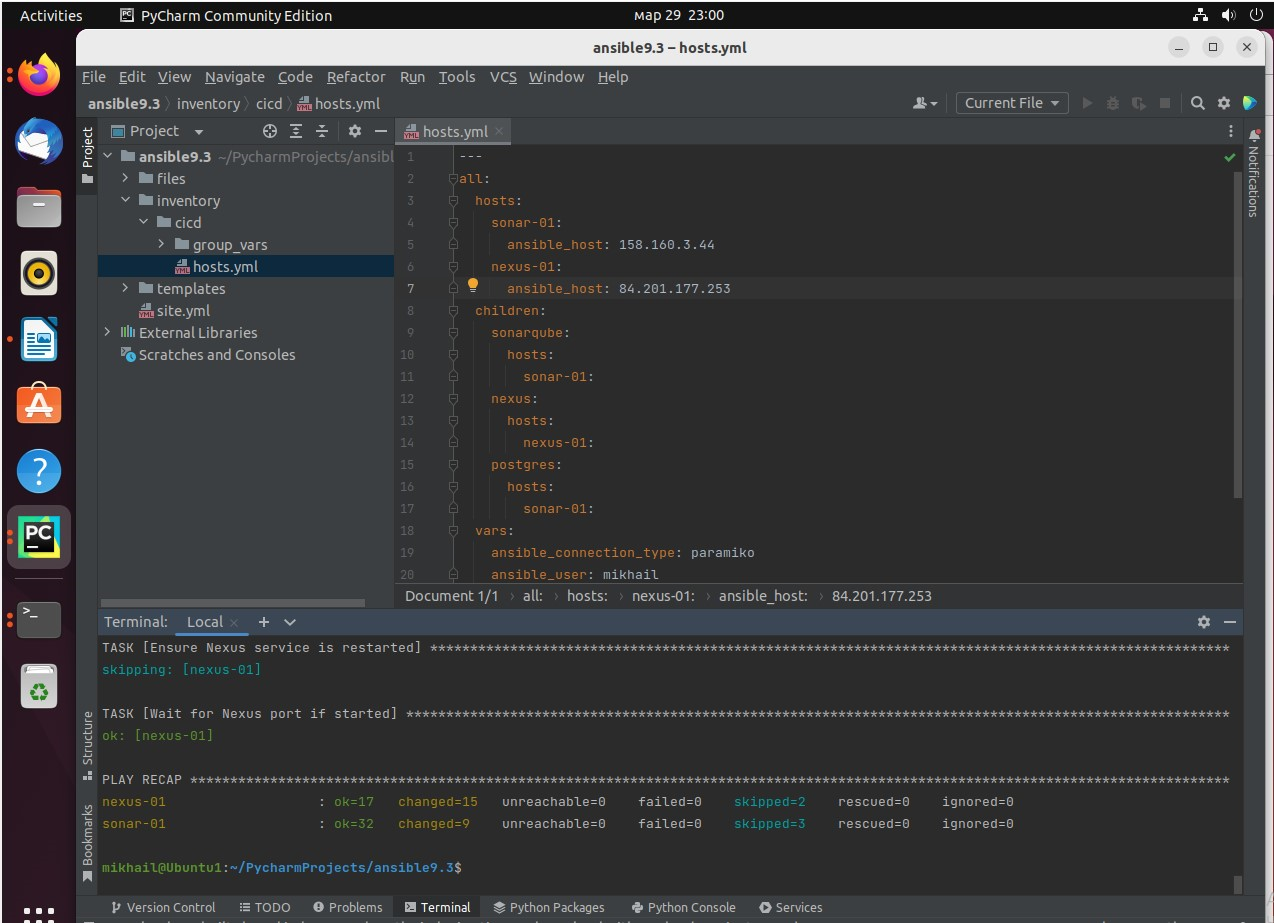 Activities PyCharm Community Edition мар 29 23:00
ansible9.3 – hosts.yml
File Edit View Navigate Code Refactor Run Tools VCS Window Help
ansible9.3 inventory cicd hosts.yml Current File
Project
hosts.yml
Project
Notifications
ansible9.3 ~/PycharmProjects/ansibl
files
inventory
cicd
group_vars
hosts.yml
templates
site.yml
External Libraries
Scratches and Consoles
1 ---
2 all:
3 hosts:
4 sonar-01:
5 ansible_host: 158.160.3.44
6 nexus-01:
7 ansible_host: 84.201.177.253
8 children:
9 sonarqube:
10 hosts:
11 sonar-01:
12 nexus:
13 hosts:
14 nexus-01:
15 postgres:
16 hosts:
17 sonar-01:
18 vars:
19 ansible_connection_type: paramiko
20 ansible_user: mikhail
Document 1/1 › all: › hosts: › nexus-01: › ansible_host: › 84.201.177.253
Terminal: Local × +
TASK [Ensure Nexus service is restarted] ****************************************************************************************************
skipping: [nexus-01]
TASK [Wait for Nexus port if started] *******************************************************************************************************
ok: [nexus-01]
PLAY RECAP **********************************************************************************************************************************
nexus-01 : ok=17 changed=15 unreachable=0 failed=0 skipped=2 rescued=0 ignored=0
sonar-01 : ok=32 changed=9 unreachable=0 failed=0 skipped=3 rescued=0 ignored=0
mikhail@Ubuntu1:~/PycharmProjects/ansible9.3$
Structure
Bookmarks
Version Control TODO Problems Terminal Python Packages Python Console Services